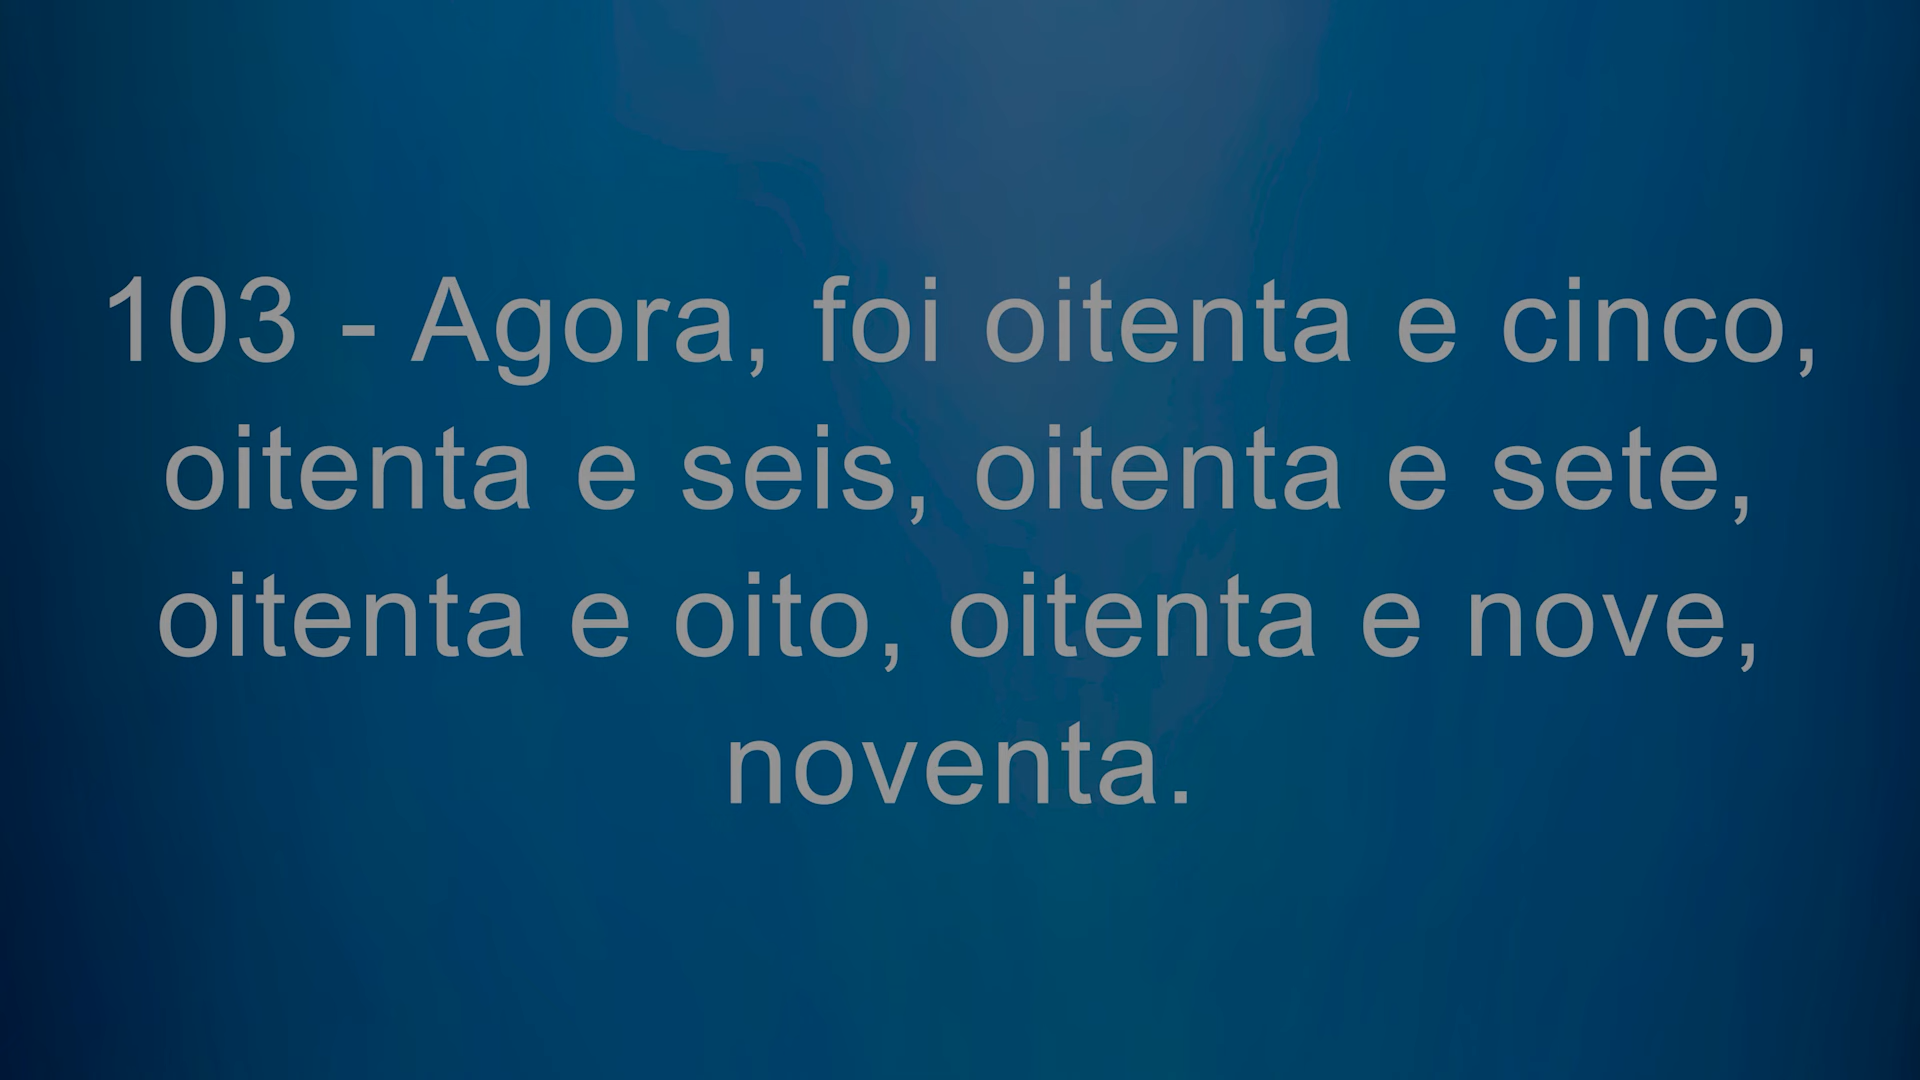 103 - Agora, foi oitenta e cinco,
oitenta e seis, oitenta e sete,
oitenta e oito, oitenta e nove,
noventa.